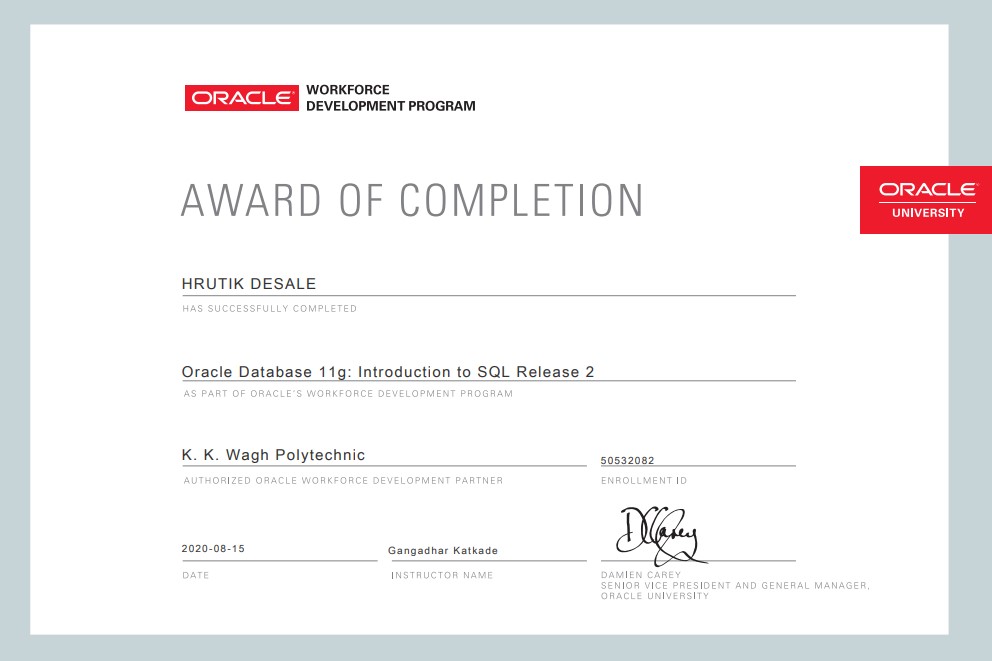 ORACLE® WORKFORCE
DEVELOPMENT PROGRAM
AWARD OF COMPLETION
ORACLE®
UNIVERSITY
HRUTIK DESALE
HAS SUCCESSFULLY COMPLETED
Oracle Database 11g: Introduction to SQL Release 2
AS PART OF ORACLE'S WORKFORCE DEVELOPMENT PROGRAM
K. K. Wagh Polytechnic
AUTHORIZED ORACLE WORKFORCE DEVELOPMENT PARTNER
50532082
ENROLLMENT ID
2020-08-15
DATE
Gangadhar Katkade
INSTRUCTOR NAME
DCarey
DAMIEN CAREY
SENIOR VICE PRESIDENT AND GENERAL MANAGER,
ORACLE UNIVERSITY